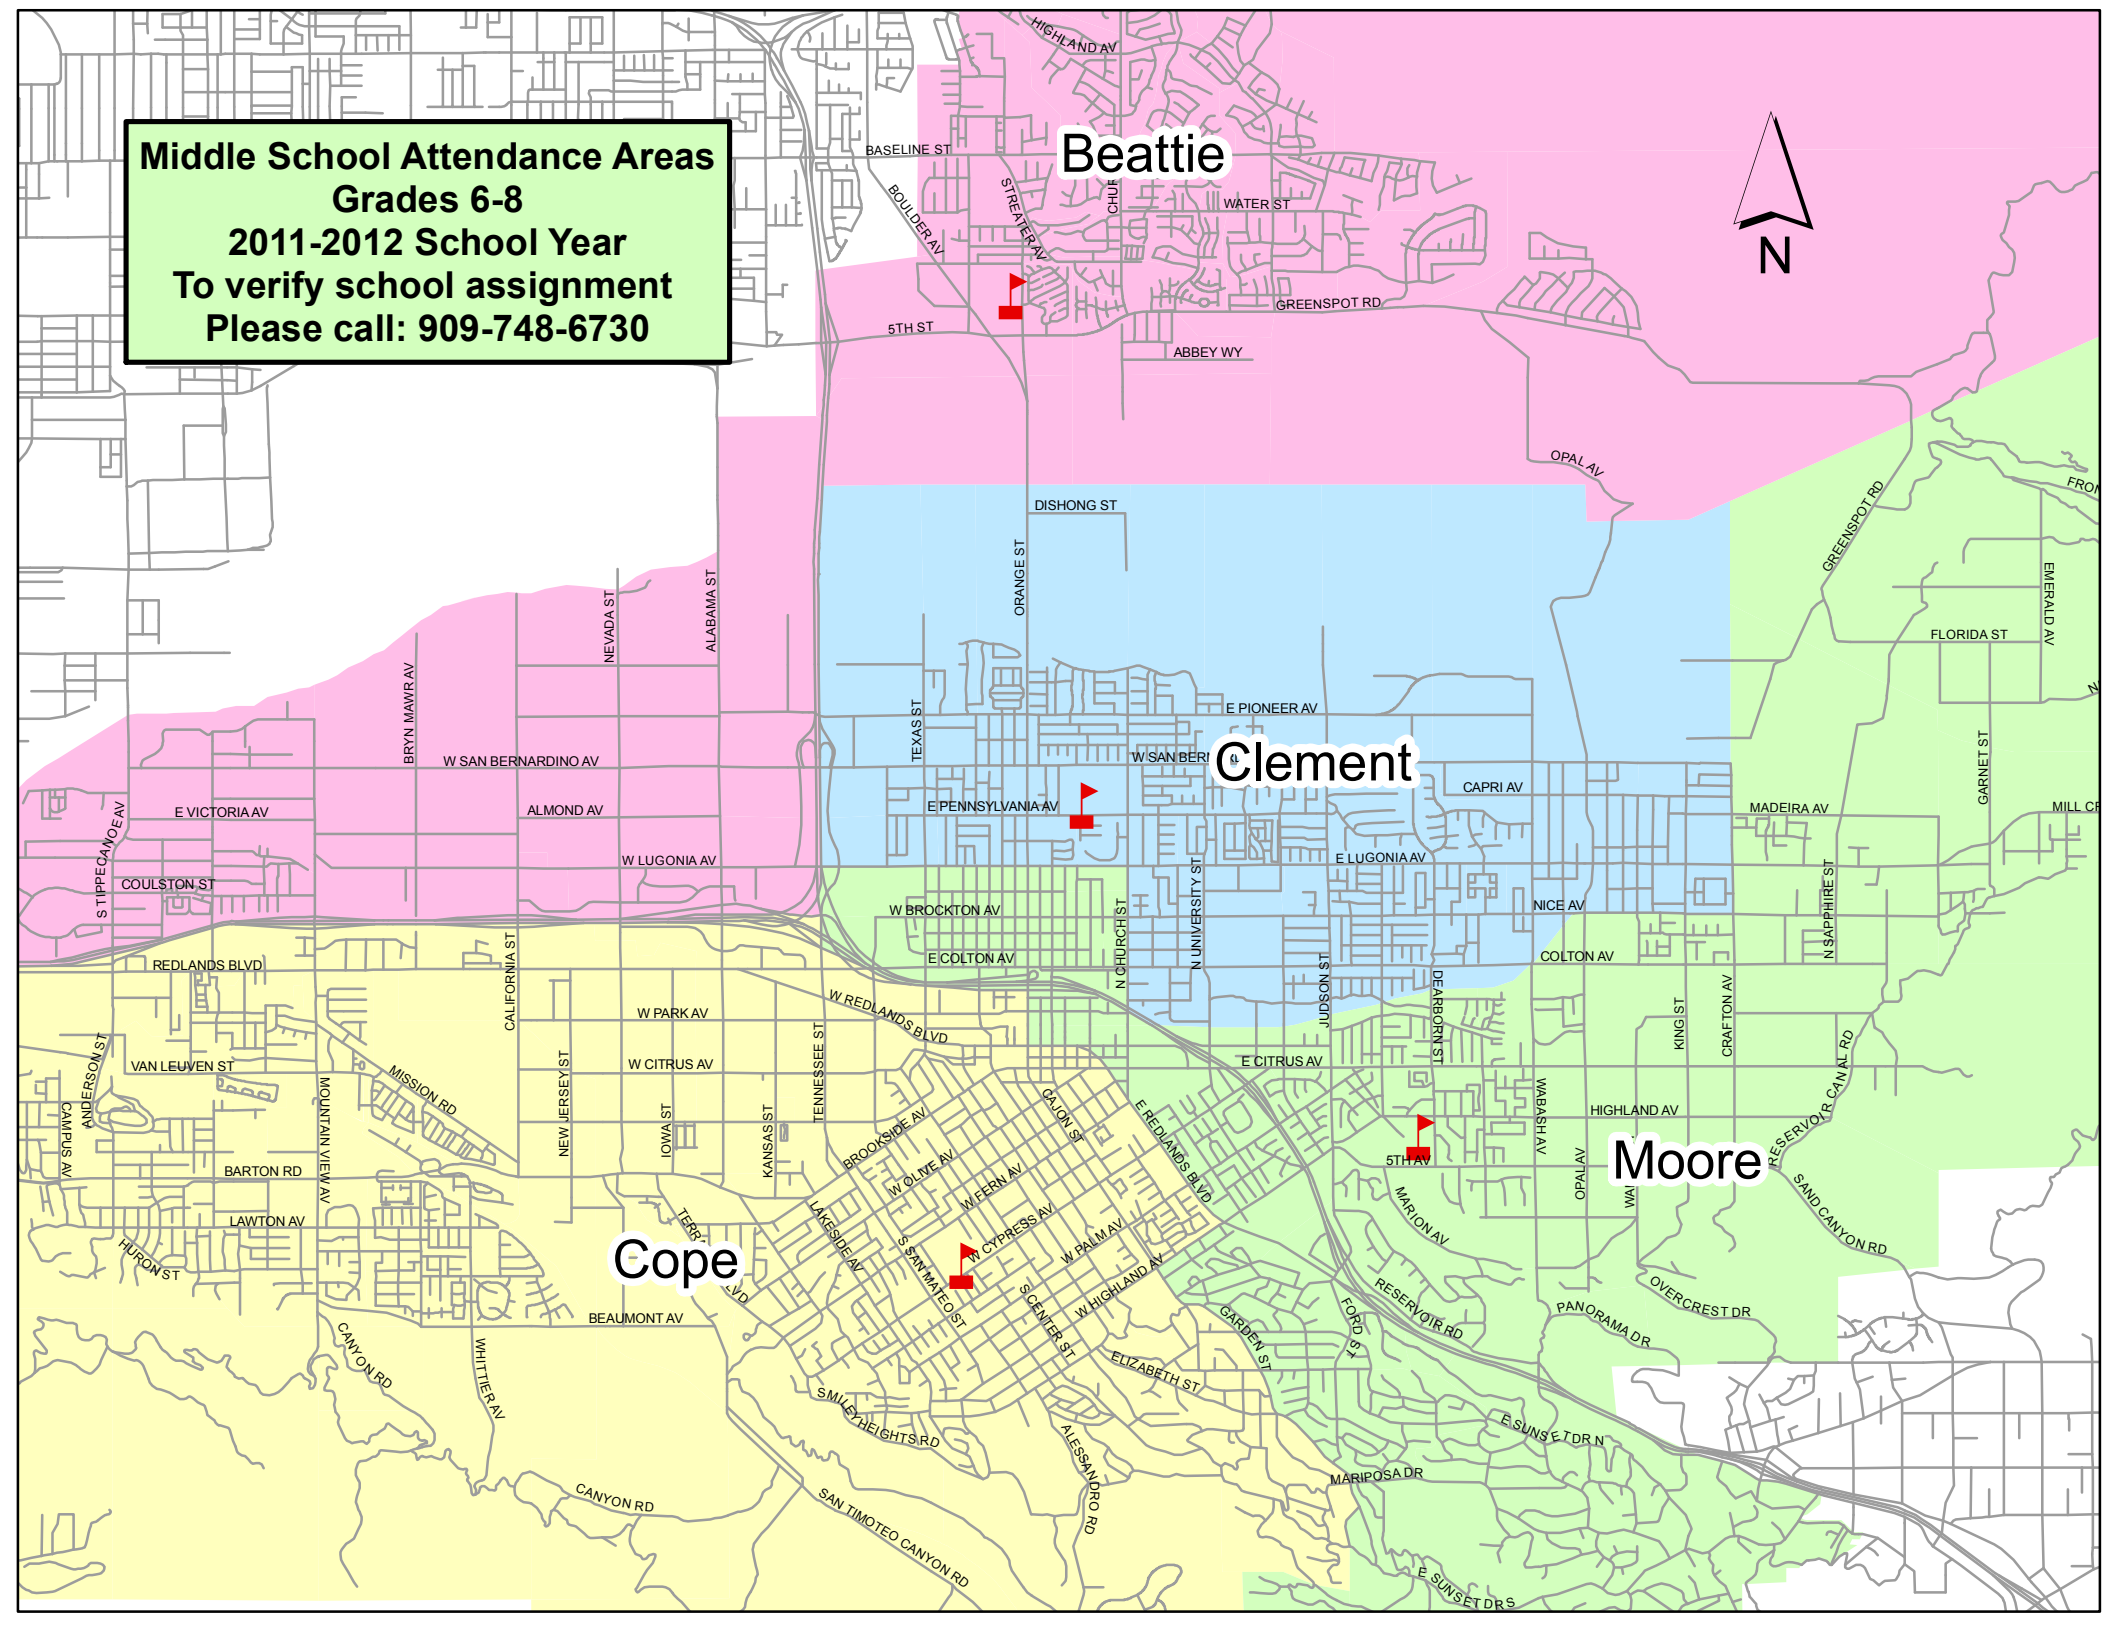 Middle School Attendance Areas
Grades 6-8
2011-2012 School Year
To verify school assignment
Please call: 909-748-6730
HIGHLAND AV
BASELINE ST
Beattie
BOULDER AV
STREATER AV
WATER ST
N
GREENSPOT RD
5TH ST
ABBEY WY
OPAL AV
GREENSPOT RD
DISHONG ST
ORANGE ST
EMERALD AV
FLORIDA ST
NEVADA ST
ALABAMA ST
BRYN MAWR AV
TEXAS ST
E PIONEER AV
GARNET ST
W SAN BERNARDINO AV
W SAN
Clement
CAPRI AV
E VICTORIA AV
ALMOND AV
E PENNSYLVANIA AV
MADEIRA AV
MILL
S TIPPECANOE AV
W LUGONIA AV
E LUGONIA AV
COULSTON ST
W BROCKTON AV
N CHURCH ST
N UNIVERSITY ST
NICE AV
N SAPPHIRE ST
REDLANDS BLVD
CALIFORNIA ST
E COLTON AV
COLTON AV
JUDSON ST
DEARBORN ST
W PARK AV
W REDLANDS BLVD
KING ST
CRAFTON AV
ANDERSON ST
VAN LEUVEN ST
MISSION RD
W CITRUS AV
TENNESSEE ST
E CITRUS AV
RESERVOIR CANAL RD
CAMPUS AV
MOUNTAIN VIEW AV
NEW JERSEY ST
IOWA ST
KANSAS ST
BROOKSIDE AV
CAJON ST
E REDLANDS BLVD
WABASH AV
HIGHLAND AV
BARTON RD
W OLIVE AV
W FERN AV
5TH AV
OPAL AV
Moore
LAWTON AV
HURON ST
LAKESIDE AV
S SAN MATEO ST
W CYPRESS AV
W PALM AV
W HIGHLAND AV
MARION AV
SAND CANYON RD
Cope
S CENTER ST
GARDEN ST
FORD ST
RESERVOIR RD
OVERCREST DR
PANORAMA DR
BEAUMONT AV
CANYON RD
WHITTIER AV
ELIZABETH ST
SMILEY HEIGHTS RD
ALESSANDRO RD
E SUNSET DR N
MARIPOSA DR
CANYON RD
SAN TIMOTEO CANYON RD
E SUNSET DR S